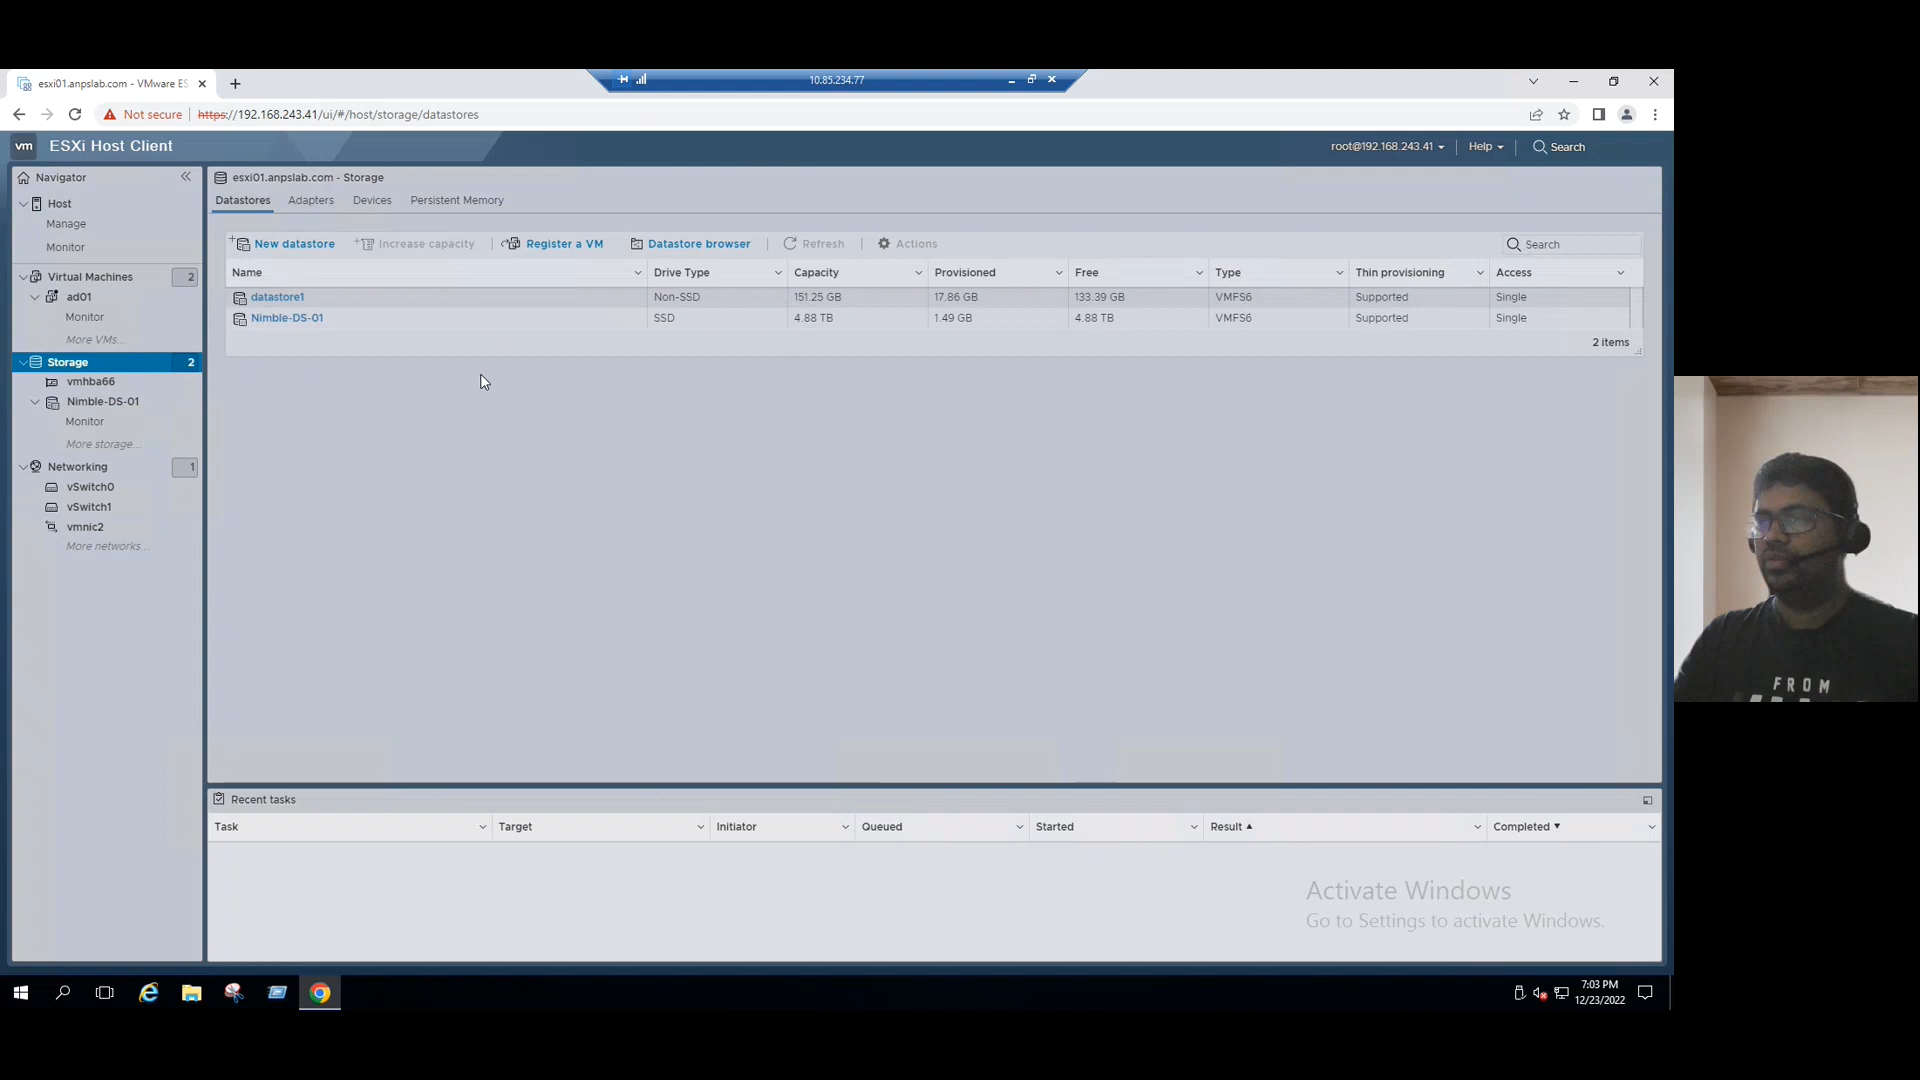 esxi01.anpslab.com - VMware ES
10.85.234.77
Not secure https://192.168.243.41/ui/#/host/storage/datastores
vm ESXi Host Client
root@192.168.243.41 Help Search
Navigator
Host
Manage
Monitor
Virtual Machines 2
ad01
Monitor
More VMs...
Storage 2
vmhba66
Nimble-DS-01
Monitor
More storage...
Networking 1
vSwitch0
vSwitch1
vmnic2
More networks...
esxi01.anpslab.com - Storage
Datastores Adapters Devices Persistent Memory
New datastore Increase capacity Register a VM Datastore browser Refresh Actions Search
Name Drive Type Capacity Provisioned Free Type Thin provisioning Access
datastore1 Non-SSD 151.25 GB 17.86 GB 133.39 GB VMFS6 Supported Single
Nimble-DS-01 SSD 4.88 TB 1.49 GB 4.88 TB VMFS6 Supported Single
2 items
Recent tasks
Task Target Initiator Queued Started Result Completed
Activate Windows
Go to Settings to activate Windows.
7:03 PM
12/23/2022
FROM